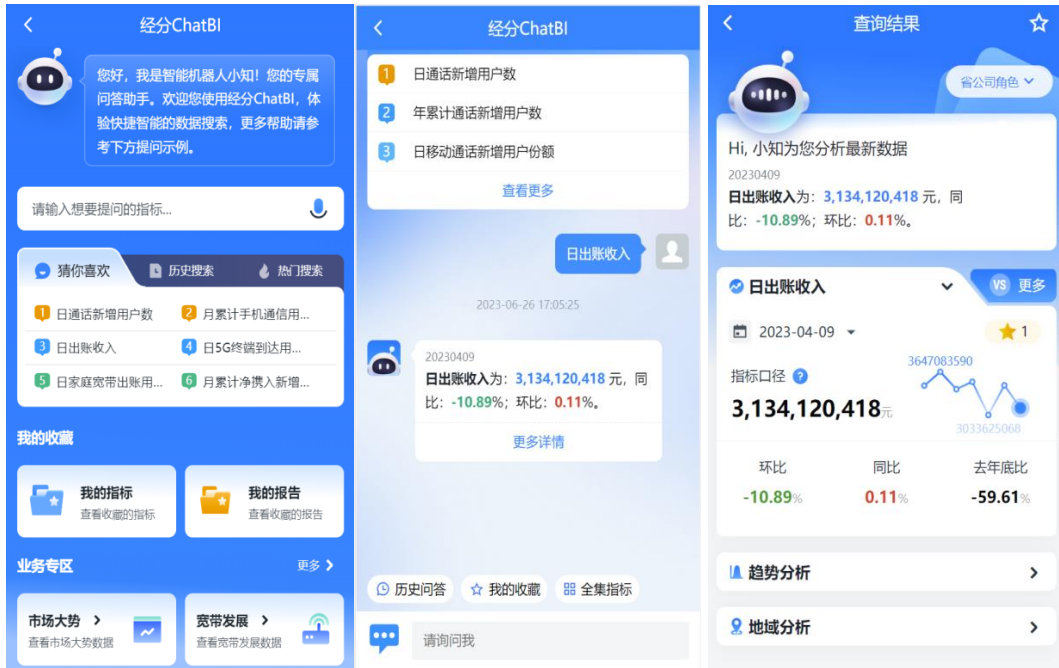 经分ChatBI
您好，我是智能机器人小知！您的专属
问答助手。欢迎您使用经分ChatBI，体
验快捷智能的数据搜索，更多帮助请参
考下方提问示例。
请输入想要提问的指标...
猜你喜欢 历史搜索 热门搜索
1 日通话新增用户数 2 月累计手机通信用...
3 日出账收入 4 日5G终端到达用...
5 日家庭宽带出账用... 6 月累计净携入新增...
我的收藏
我的指标 我的报告
查看收藏的指标 查看收藏的报告
业务专区 更多
市场大势 宽带发展
查看市场大势数据 查看宽带发展数据
经分ChatBI
1 日通话新增用户数
2 年累计通话新增用户数
3 日移动通话新增用户份额
查看更多
日出账收入
2023-06-26 17:05:25
20230409
日出账收入为：3,134,120,418 元，同
比：-10.89%；环比：0.11%。
更多详情
历史问答 我的收藏 全集指标
请询问我
查询结果
省公司角色
Hi, 小知为您分析最新数据
20230409
日出账收入为：3,134,120,418 元，同
比：-10.89%；环比：0.11%。
日出账收入 VS 更多
2023-04-09 1
指标口径 ? 3647083590
3,134,120,418元
3033625068
环比 同比 去年底比
-10.89% 0.11% -59.61%
趋势分析
地域分析